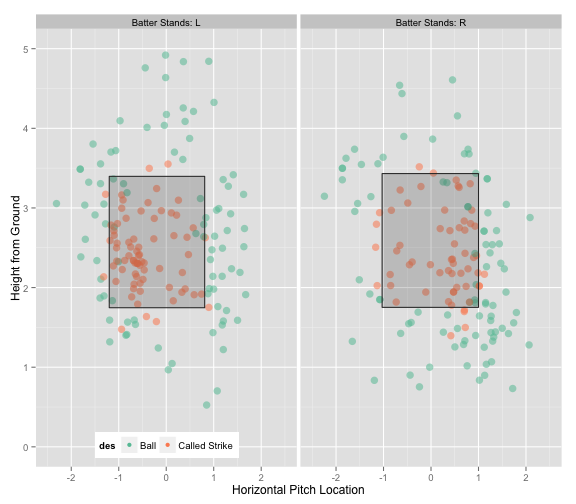 Batter Stands: L
Batter Stands: R
Height from Ground
5
4
3
2
1
0
des Ball Called Strike
-2 -1 0 1 2
-2 -1 0 1 2
Horizontal Pitch Location